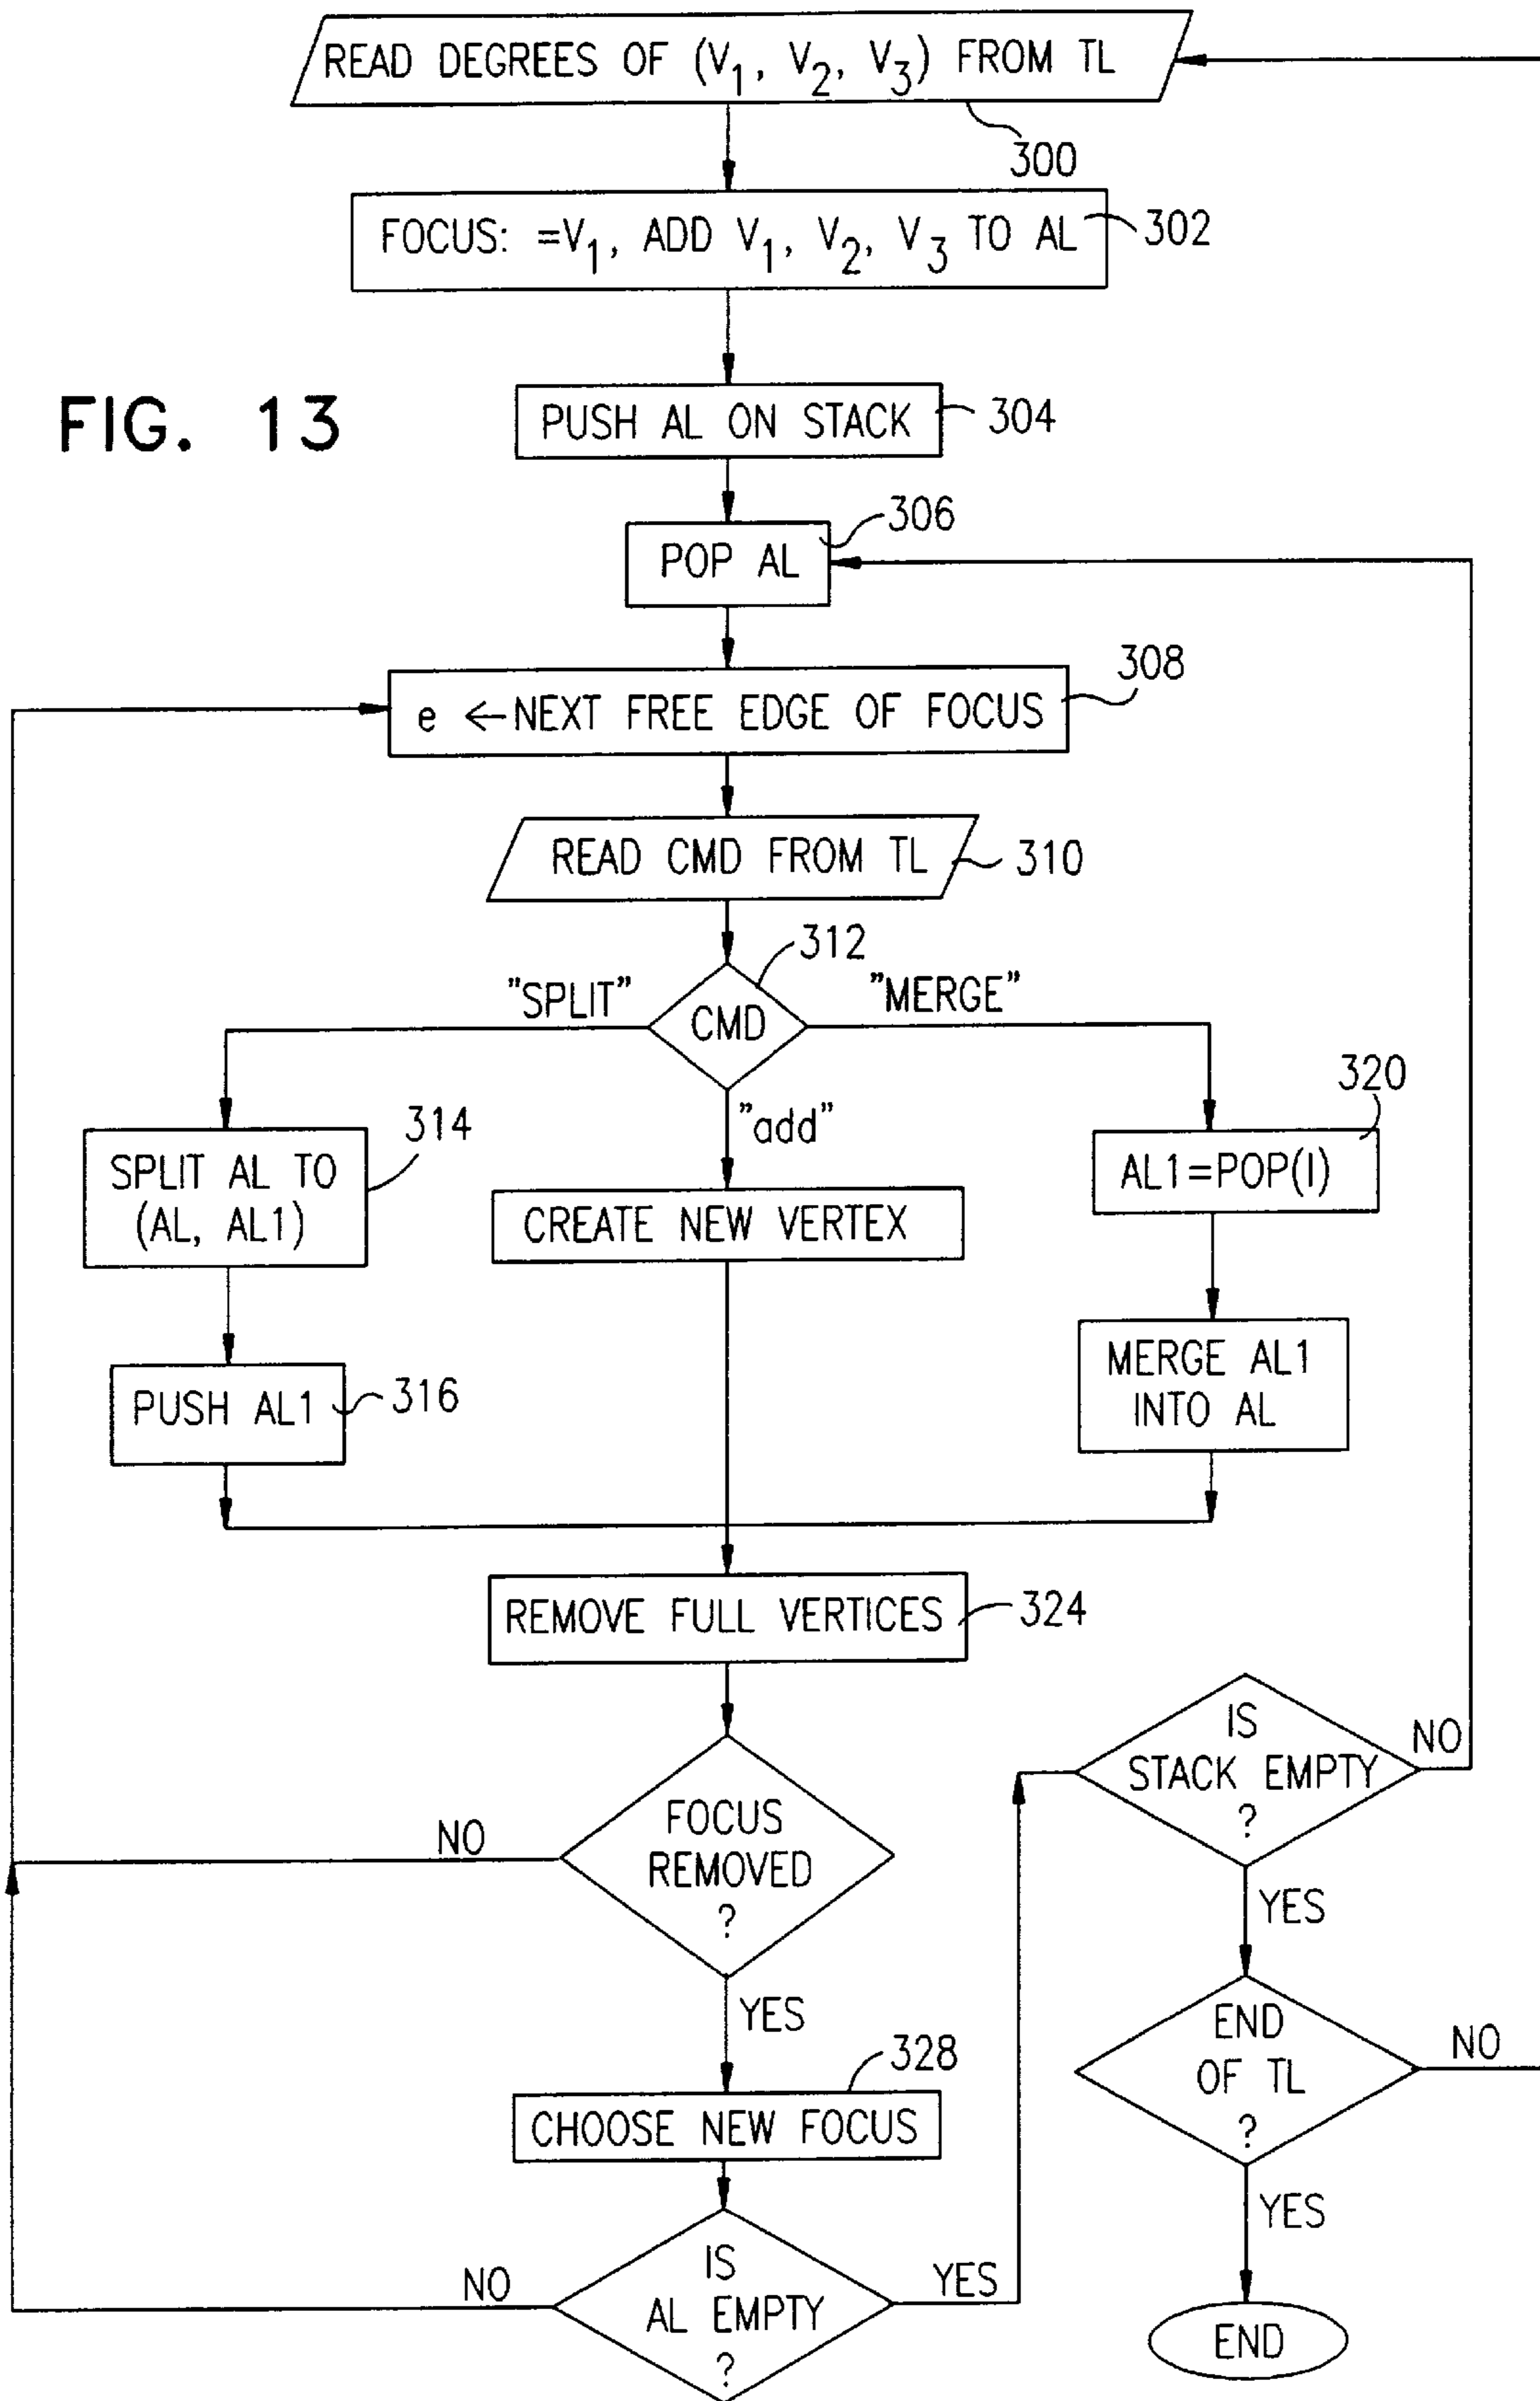 READ DEGREES OF (V1, V2, V3) FROM TL
300
FOCUS: =V1, ADD V1, V2, V3 TO AL
302
FIG. 13
PUSH AL ON STACK
304
306
POP AL
308
e ←NEXT FREE EDGE OF FOCUS
READ CMD FROM TL
310
312
"SPLIT"
CMD
"MERGE"
"add"
314
SPLIT AL TO
(AL, AL1)
CREATE NEW VERTEX
320
AL1=POP(I)
PUSH AL1
316
MERGE AL1
INTO AL
REMOVE FULL VERTICES
324
FOCUS
REMOVED
?
NO
YES
328
CHOOSE NEW FOCUS
IS
AL EMPTY
?
NO
YES
IS
STACK EMPTY
?
NO
YES
END
OF TL
?
NO
YES
END